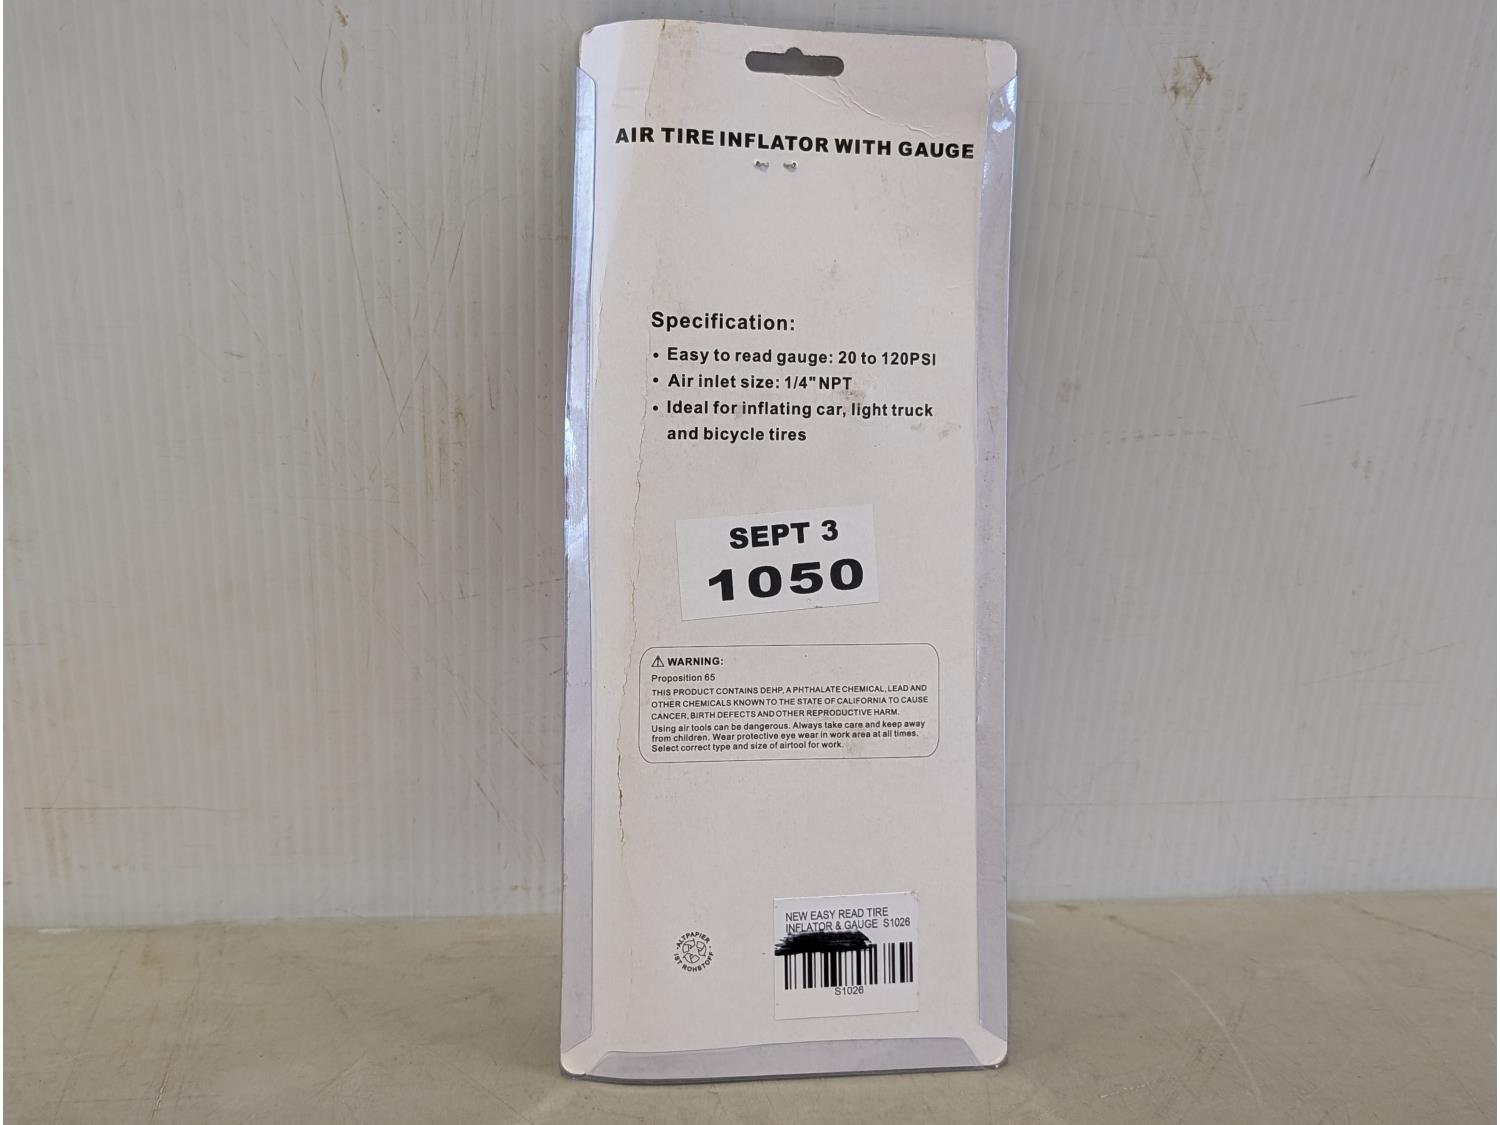 AIR TIRE INFLATOR WITH GAUGE
Specification:
• Easy to read gauge: 20 to 120PSI
• Air inlet size: 1/4" NPT
• Ideal for inflating car, light truck
and bicycle tires
SEPT 3
1050
⚠ WARNING:
Proposition 65
THIS PRODUCT CONTAINS DEHP, A PHTHALATE CHEMICAL, LEAD AND
OTHER CHEMICALS KNOWN TO THE STATE OF CALIFORNIA TO CAUSE
CANCER, BIRTH DEFECTS AND OTHER REPRODUCTIVE HARM.
Using air tools can be dangerous. Always take care and keep away
from children. Wear protective eye wear in work area at all times.
Select correct type and size of airtool for work.
ALTPAPIER
IST ROHSTOFF
NEW EASY READ TIRE
INFLATOR & GAUGE S1026
S1026